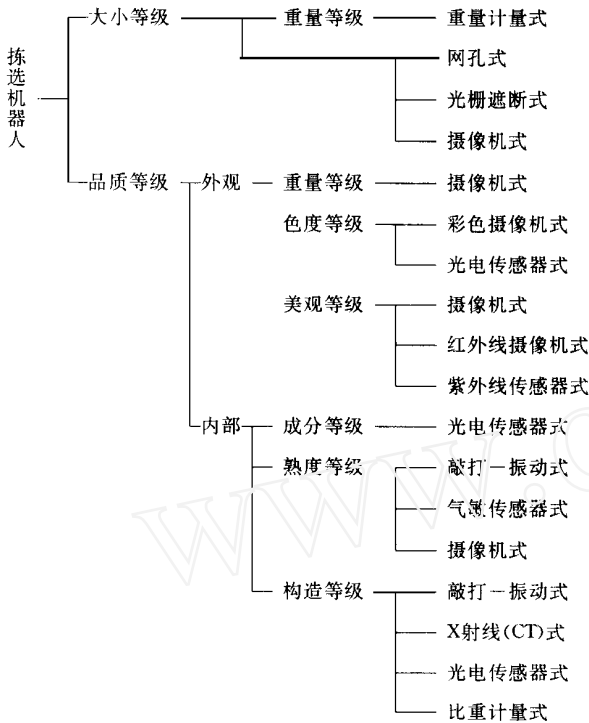 拣选机器人
大小等级 重量等级 重量计量式
网孔式
光栅遮断式
摄像机式
品质等级 外观 重量等级 摄像机式
色度等级 彩色摄像机式
光电传感器式
美观等级 摄像机式
红外线摄像机式
紫外线传感器式
内部 成分等级 光电传感器式
熟度等级 敲打-振动式
气敏传感器式
摄像机式
构造等级 敲打-振动式
X射线(CT)式
光电传感器式
比重计量式
www.c